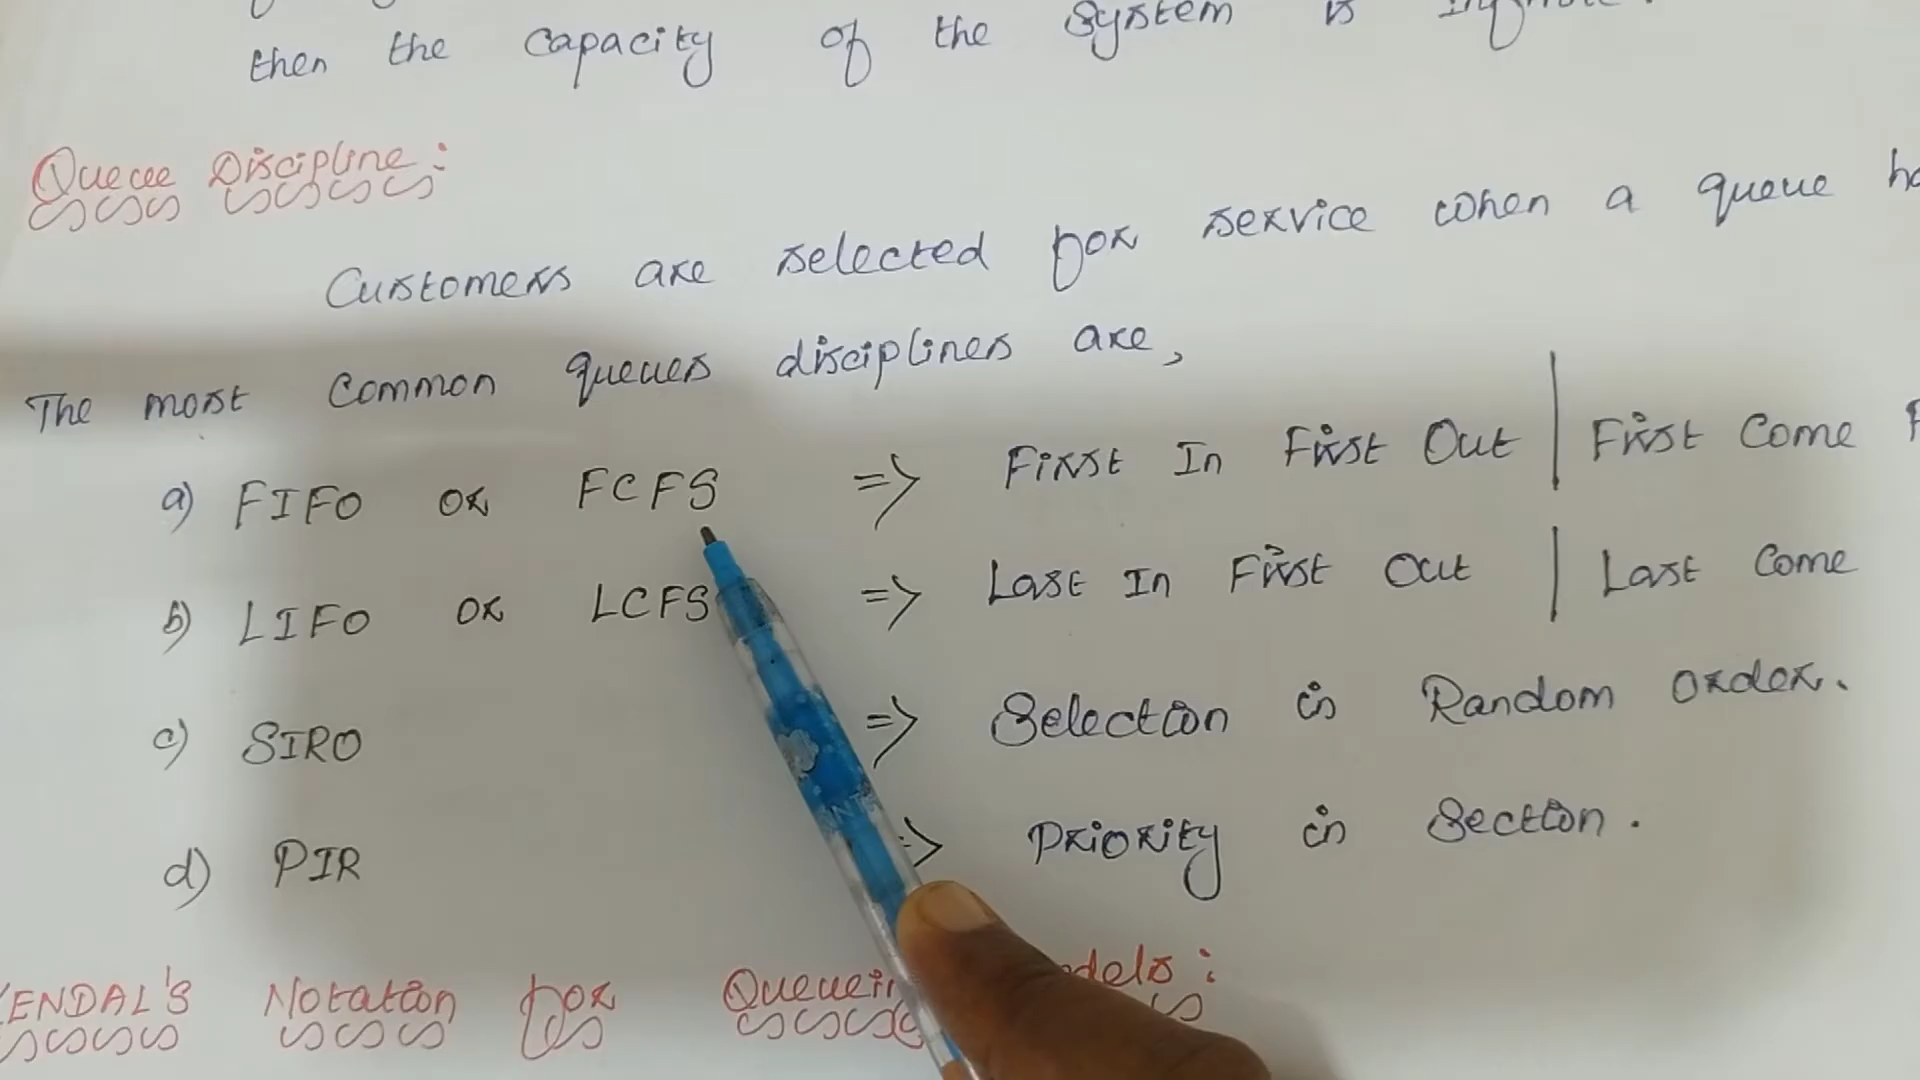 then the capacity of the system is
Queue Discipline:
Customers are selected for service when a queue
The most common queues disciplines are,
a) FIFO or FCFS => First In First Out | First Come
b) LIFO or LCFS => Last In First Out | Last Come
c) SIRO => Selection in Random order.
d) PIR => Priority in Section.
KENDAL'S Notation for